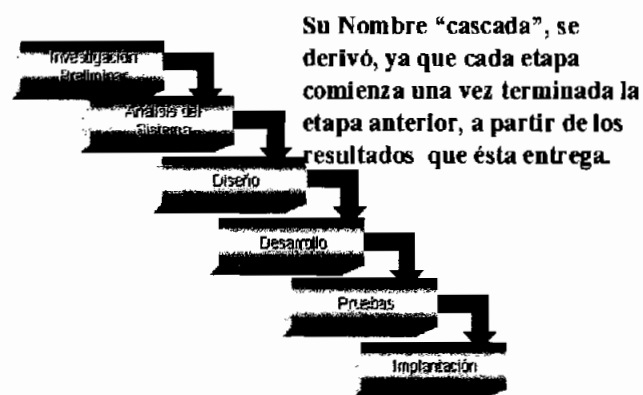 Su Nombre “cascada”, se
derivó, ya que cada etapa
comienza una vez terminada la
etapa anterior, a partir de los
resultados que ésta entrega.
Investigación
Preliminar
Análisis del
Sistema
Diseño
Desarrollo
Pruebas
Implantación